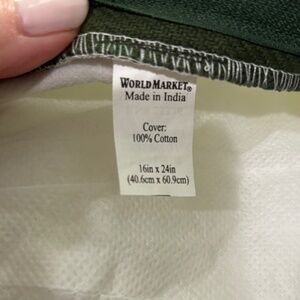 WORLD MARKET®
Made in India
Cover:
100% Cotton
16in x 24in
(40.6cm x 60.9cm)